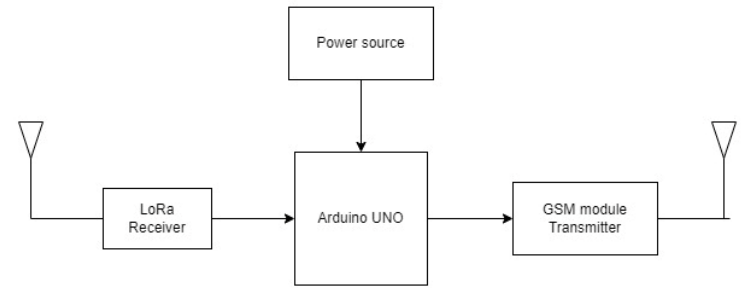 Power source
LoRa
Receiver
Arduino UNO
GSM module
Transmitter